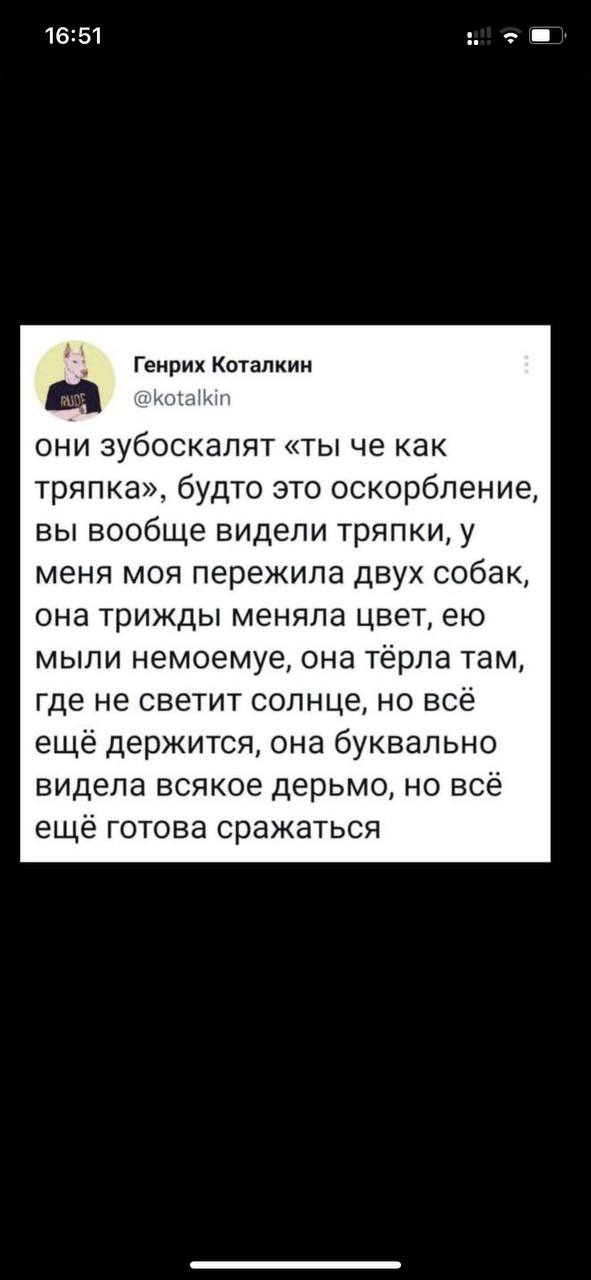 16:51
Генрих Коталкин
@kotalkin
RUDE
они зубоскалят «ты че как
тряпка», будто это оскорбление,
вы вообще видели тряпки, у
меня моя пережила двух собак,
она трижды меняла цвет, ею
мыли немоемуе, она тёрла там,
где не светит солнце, но всё
ещё держится, она буквально
видела всякое дерьмо, но всё
ещё готова сражаться